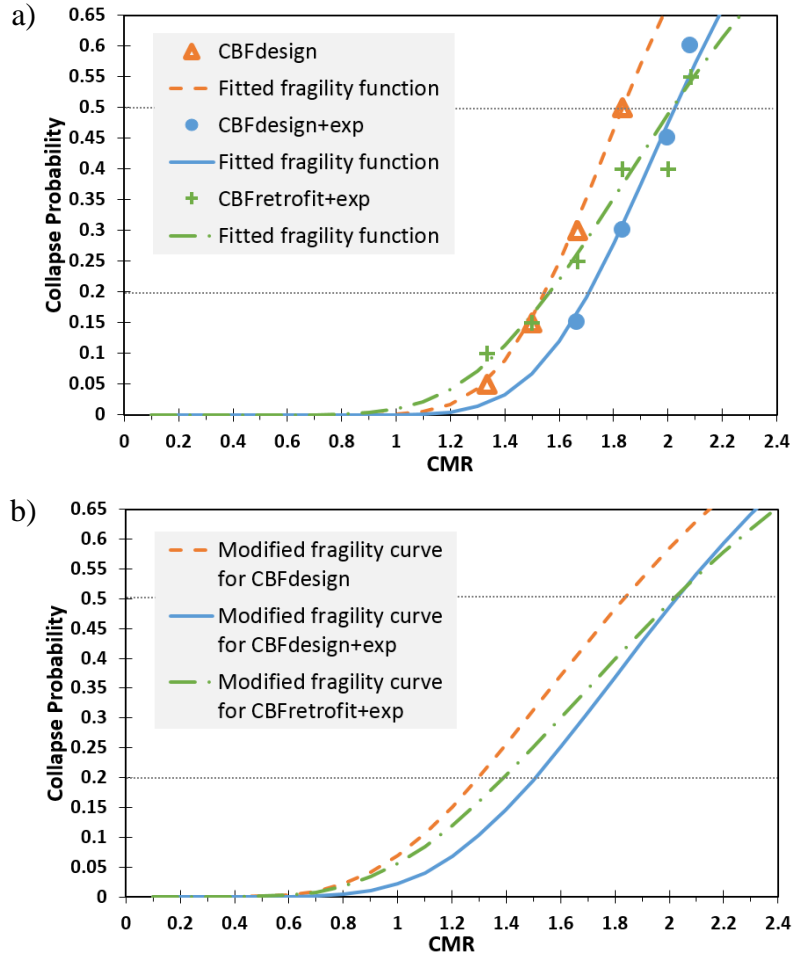 a)
0.65
0.6
0.55
0.5
0.45
0.4
0.35
0.3
0.25
0.2
0.15
0.1
0.05
0
Collapse Probability
CBFdesign
Fitted fragility function
CBFdesign+exp
Fitted fragility function
CBFretrofit+exp
Fitted fragility function
0 0.2 0.4 0.6 0.8 1 1.2 1.4 1.6 1.8 2 2.2 2.4
CMR
b)
0.65
0.6
0.55
0.5
0.45
0.4
0.35
0.3
0.25
0.2
0.15
0.1
0.05
0
Collapse Probability
Modified fragility curve
for CBFdesign
Modified fragility curve
for CBFdesign+exp
Modified fragility curve
for CBFretrofit+exp
0 0.2 0.4 0.6 0.8 1 1.2 1.4 1.6 1.8 2 2.2 2.4
CMR